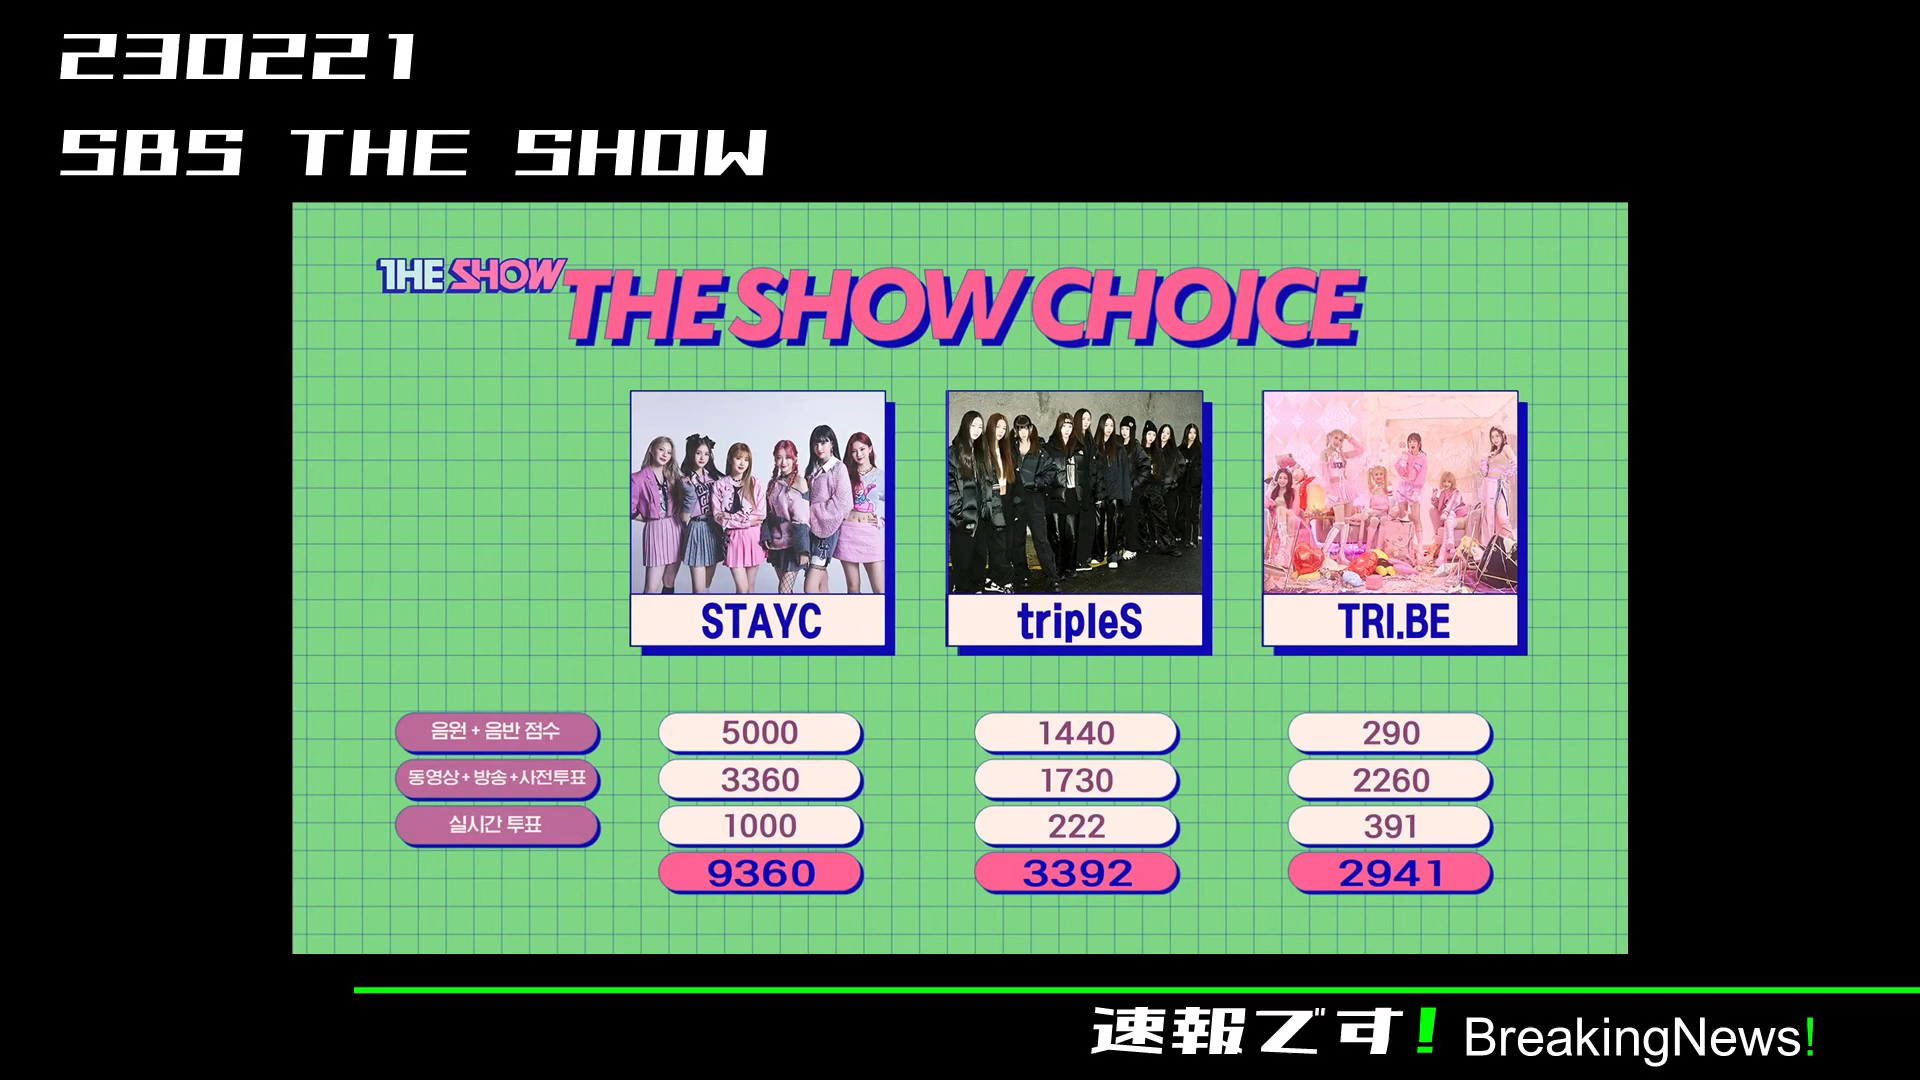 230221
SBS THE SHOW
THE SHOW
THE SHOW CHOICE
STAYC
tripleS
TRI.BE
음원 + 음반 점수
5000
1440
290
동영상 + 방송 +사전투표
3360
1730
2260
실시간 투표
1000
222
391
9360
3392
2941
速報です! BreakingNews!